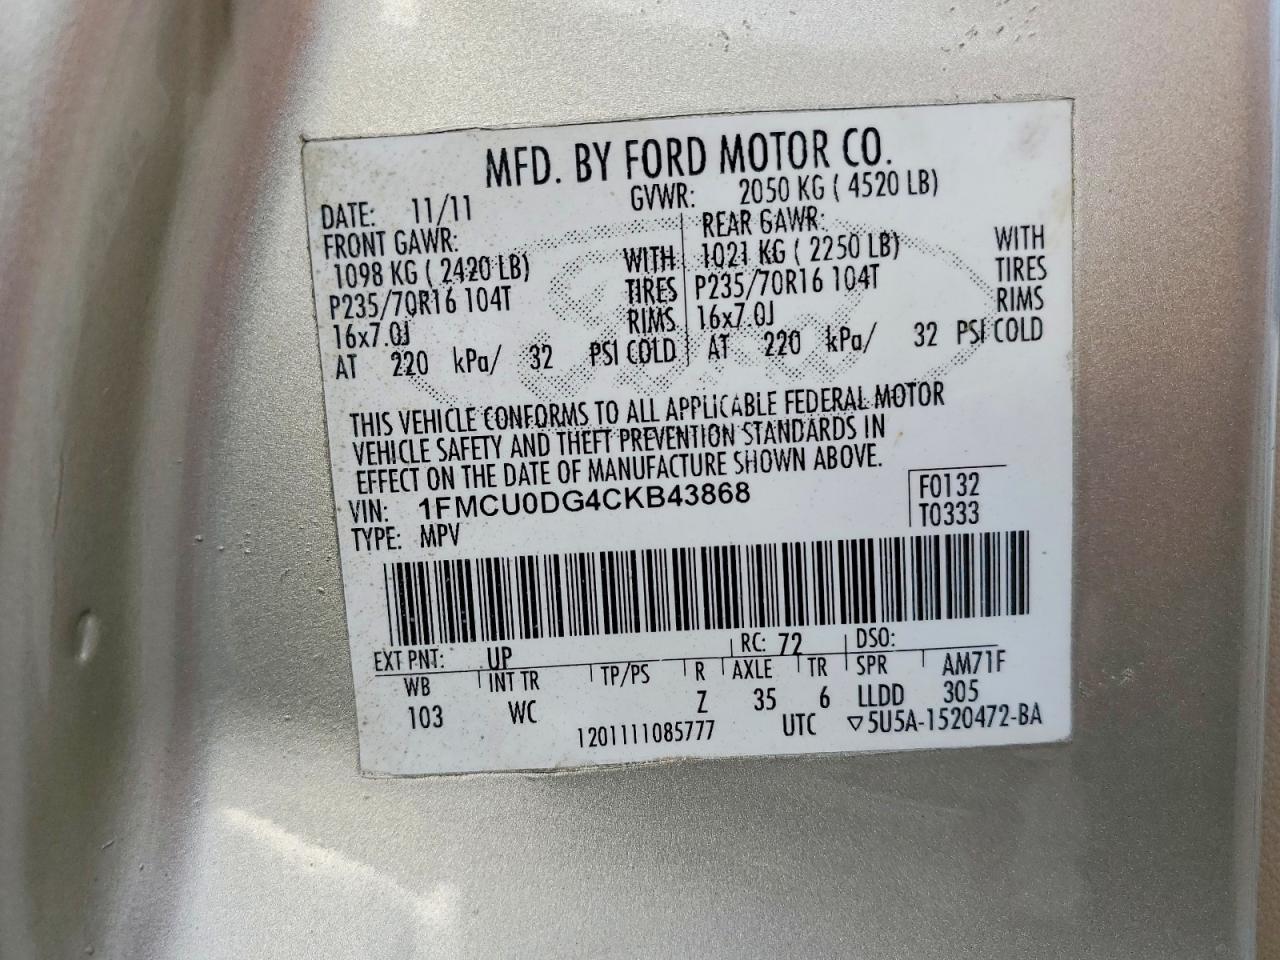 MFD. BY FORD MOTOR CO.
DATE: 11/11 GVWR: 2050 KG ( 4520 LB)
FRONT GAWR: REAR GAWR:
1098 KG ( 2420 LB) WITH 1021 KG ( 2250 LB) WITH
P235/70R16 104T TIRES P235/70R16 104T TIRES
16x7.0J RIMS 16x7.0J RIMS
AT 220 kPa/ 32 PSI COLD AT 220 kPa/ 32 PSI COLD
THIS VEHICLE CONFORMS TO ALL APPLICABLE FEDERAL MOTOR
VEHICLE SAFETY AND THEFT PREVENTION STANDARDS IN
EFFECT ON THE DATE OF MANUFACTURE SHOWN ABOVE.
VIN: 1FMCU0DG4CKB43868 F0132
TYPE: MPV T0333
EXT PNT: UP RC: 72 DSO:
WB INT TR TP/PS R AXLE TR SPR AM71F
103 WC Z 35 6 LLDD 305
1201111085777 UTC ▽5U5A-1520472-BA